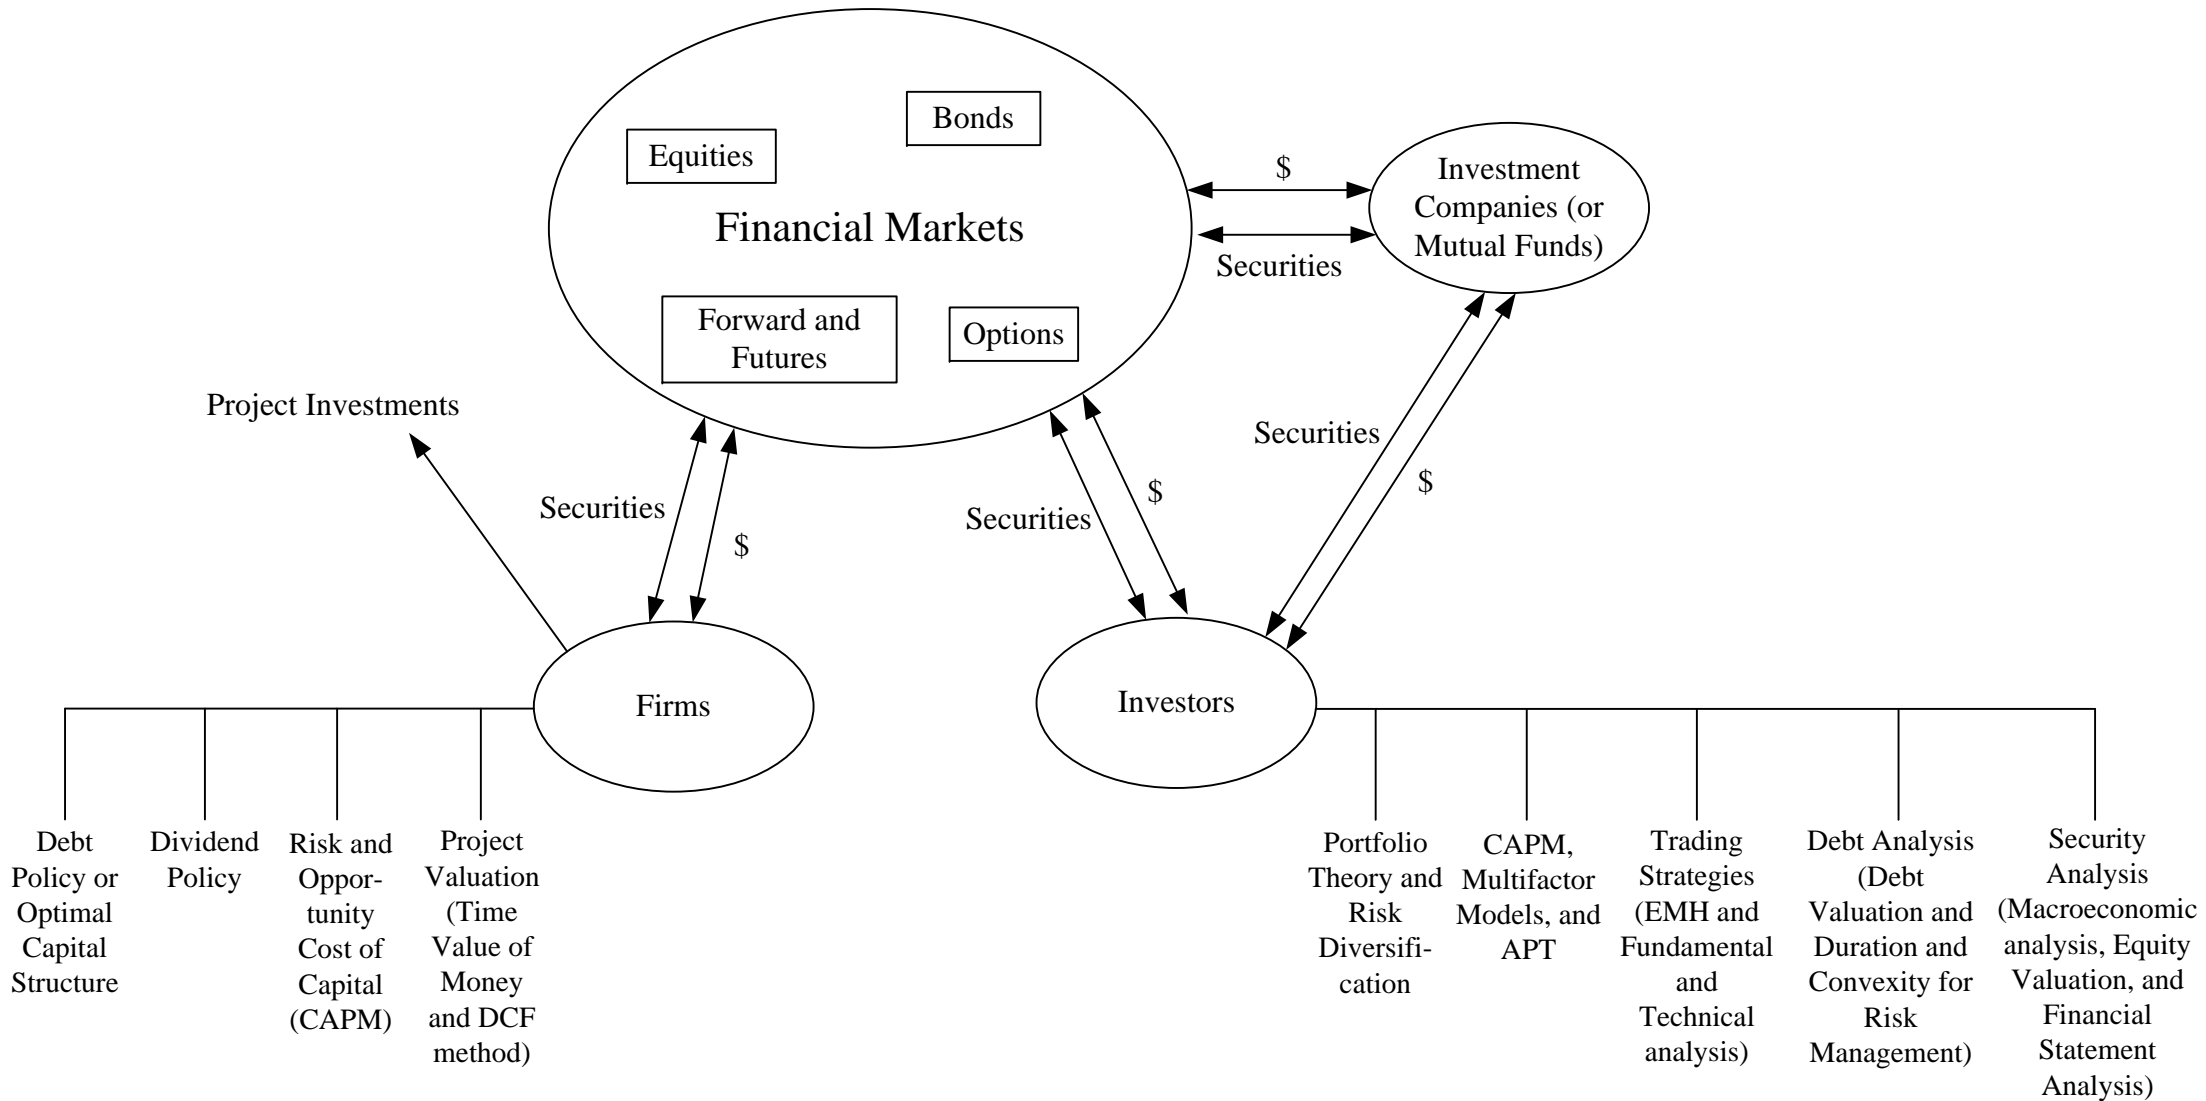 Bonds
Equities
Financial Markets
Forward and
Futures
Options
$
Securities
Investment
Companies (or
Mutual Funds)
Project Investments
Securities
$
Securities
$
Securities
$
Firms
Investors
Debt
Policy or
Optimal
Capital
Structure
Dividend
Policy
Risk and
Oppor-
tunity
Cost of
Capital
(CAPM)
Project
Valuation
(Time
Value of
Money
and DCF
method)
Portfolio
Theory and
Risk
Diversifi-
cation
CAPM,
Multifactor
Models, and
APT
Trading
Strategies
(EMH and
Fundamental
and
Technical
analysis)
Debt Analysis
(Debt
Valuation and
Duration and
Convexity for
Risk
Management)
Security
Analysis
(Macroeconomic
analysis, Equity
Valuation, and
Financial
Statement
Analysis)